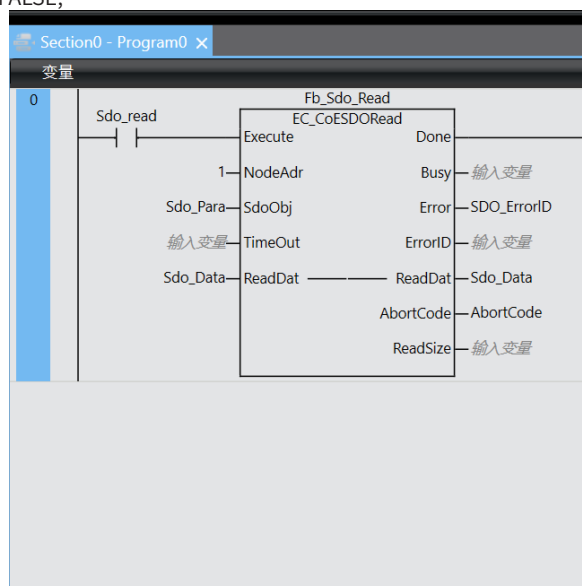 FALSE;
Section0 - Program0 ×
变量
0
Fb_Sdo_Read
Sdo_read EC_CoESDORead
Execute Done
1 NodeAdr Busy 输入变量
Sdo_Para SdoObj Error SDO_ErrorID
输入变量 TimeOut ErrorID 输入变量
Sdo_Data ReadDat ReadDat Sdo_Data
AbortCode AbortCode
ReadSize 输入变量